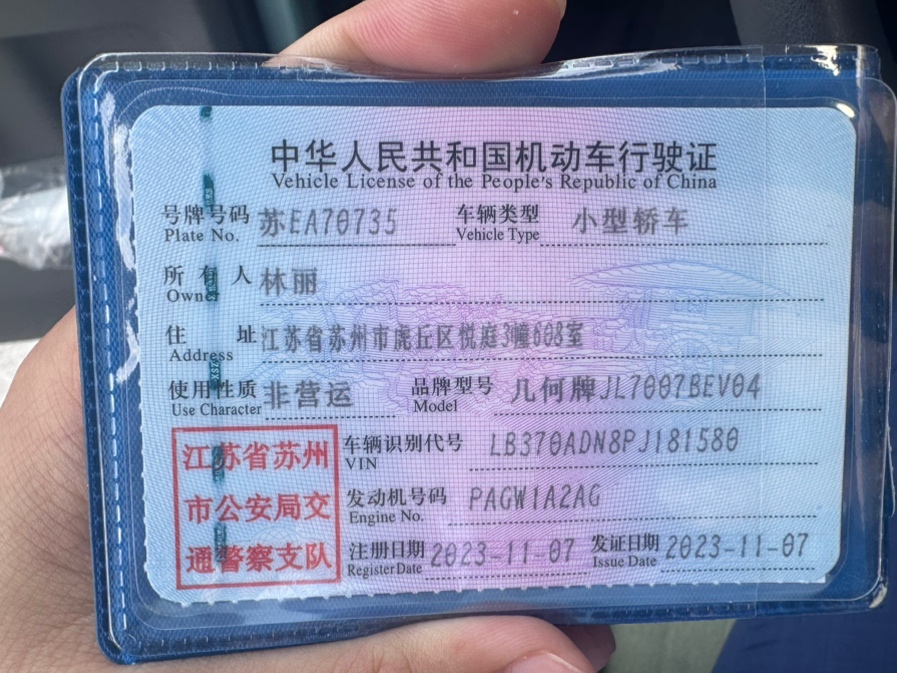 中华人民共和国机动车行驶证
Vehicle License of the People's Republic of China
号牌号码 苏EA70735 车辆类型 小型轿车
Plate No. Vehicle Type
所有人 林丽
Owner
住址 江苏省苏州市虎丘区悦庭3幢608室
Address
使用性质 非营运 品牌型号 几何牌JL7007BEV04
Use Character Model
江苏省苏州
市公安局交
通警察支队
车辆识别代号 LB370ADN8PJ181580
VIN
发动机号码 PAGW1A2AG
Engine No.
注册日期 2023-11-07 发证日期 2023-11-07
Register Date Issue Date